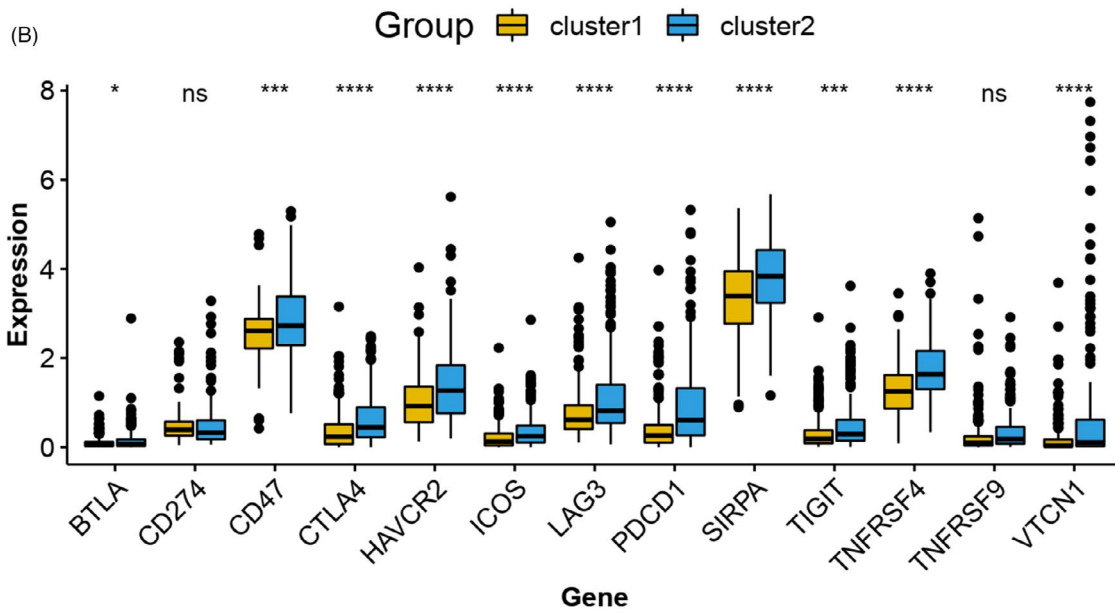 (B)
Group cluster1 cluster2
* ns *** **** **** **** **** **** **** *** **** ns ****
8
6
4
2
0
Expression
BTLA
CD274
CD47
CTLA4
HAVCR2
ICOS
LAG3
PDCD1
SIRPA
TIGIT
TNFRSF4
TNFRSF9
VTCN1
Gene